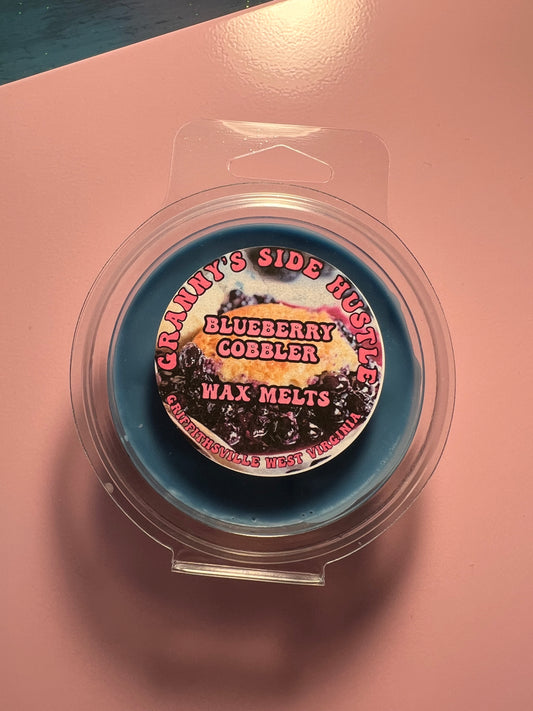 GRANNY'S SIDE HUSTLE
BLUEBERRY
COBBLER
WAX MELTS
GRIFFITHSVILLE WEST VIRGINIA